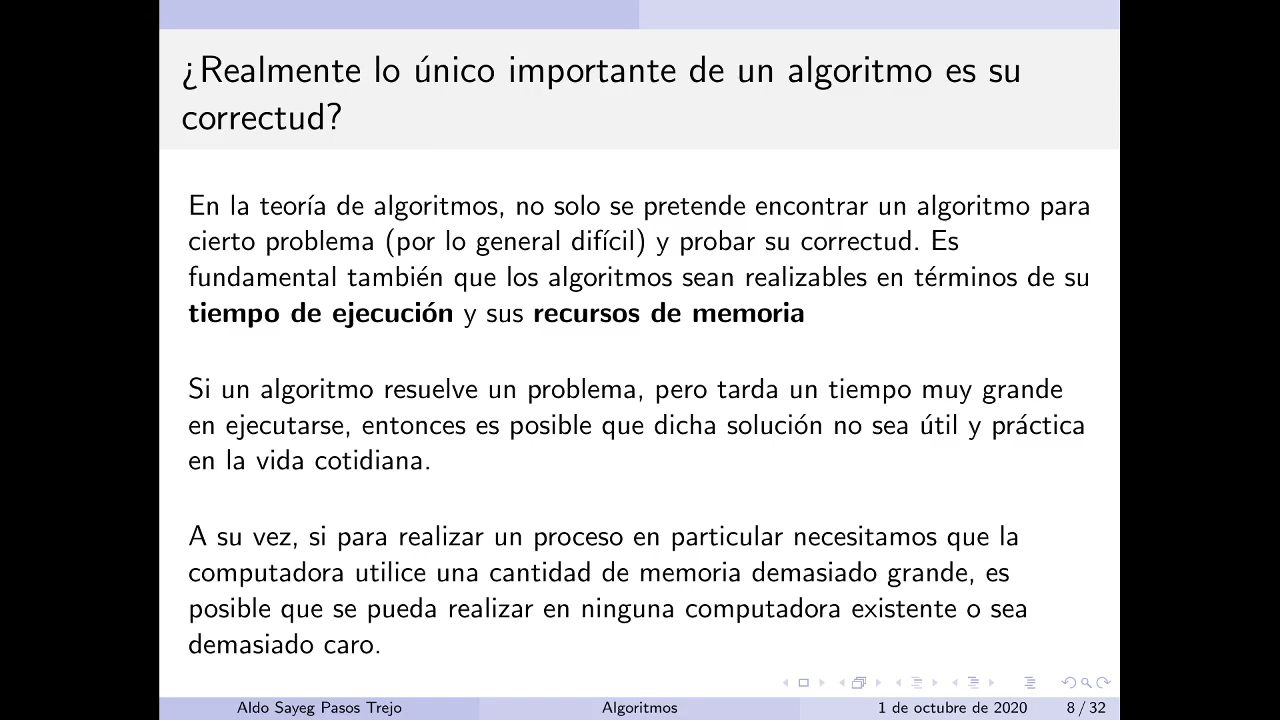 ¿Realmente lo único importante de un algoritmo es su
correctud?
En la teoría de algoritmos, no solo se pretende encontrar un algoritmo para
cierto problema (por lo general difícil) y probar su correctud. Es
fundamental también que los algoritmos sean realizables en términos de su
tiempo de ejecución y sus recursos de memoria
Si un algoritmo resuelve un problema, pero tarda un tiempo muy grande
en ejecutarse, entonces es posible que dicha solución no sea útil y práctica
en la vida cotidiana.
A su vez, si para realizar un proceso en particular necesitamos que la
computadora utilice una cantidad de memoria demasiado grande, es
posible que se pueda realizar en ninguna computadora existente o sea
demasiado caro.
Aldo Sayeg Pasos Trejo Algoritmos 1 de octubre de 2020 8 / 32